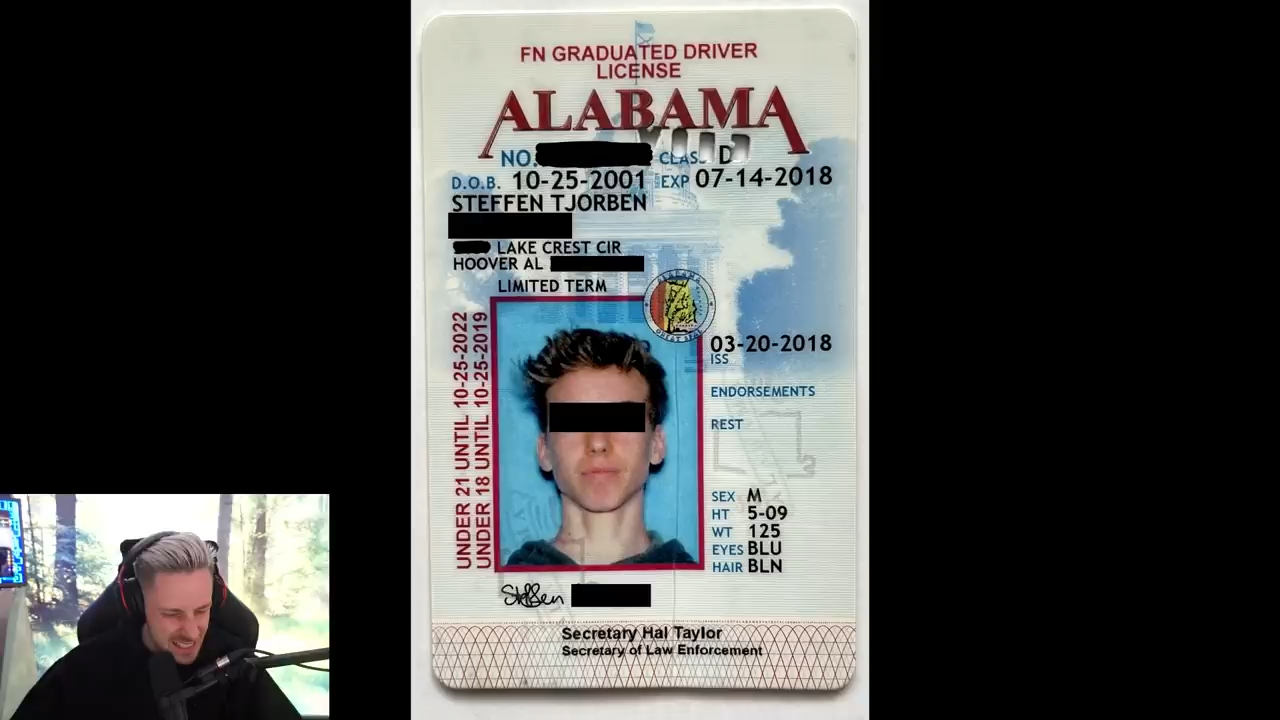 FN GRADUATED DRIVER
LICENSE
ALABAMA
NO. CLASS D
D.O.B. 10-25-2001 EXP 07-14-2018
STEFFEN TJORBEN
LAKE CREST CIR
HOOVER AL
LIMITED TERM
UNDER 21 UNTIL 10-25-2022
UNDER 18 UNTIL 10-25-2019
03-20-2018
ISS
ENDORSEMENTS
REST
SEX M
HT 5-09
WT 125
EYES BLU
HAIR BLN
Steffen
Secretary Hal Taylor
Secretary of Law Enforcement